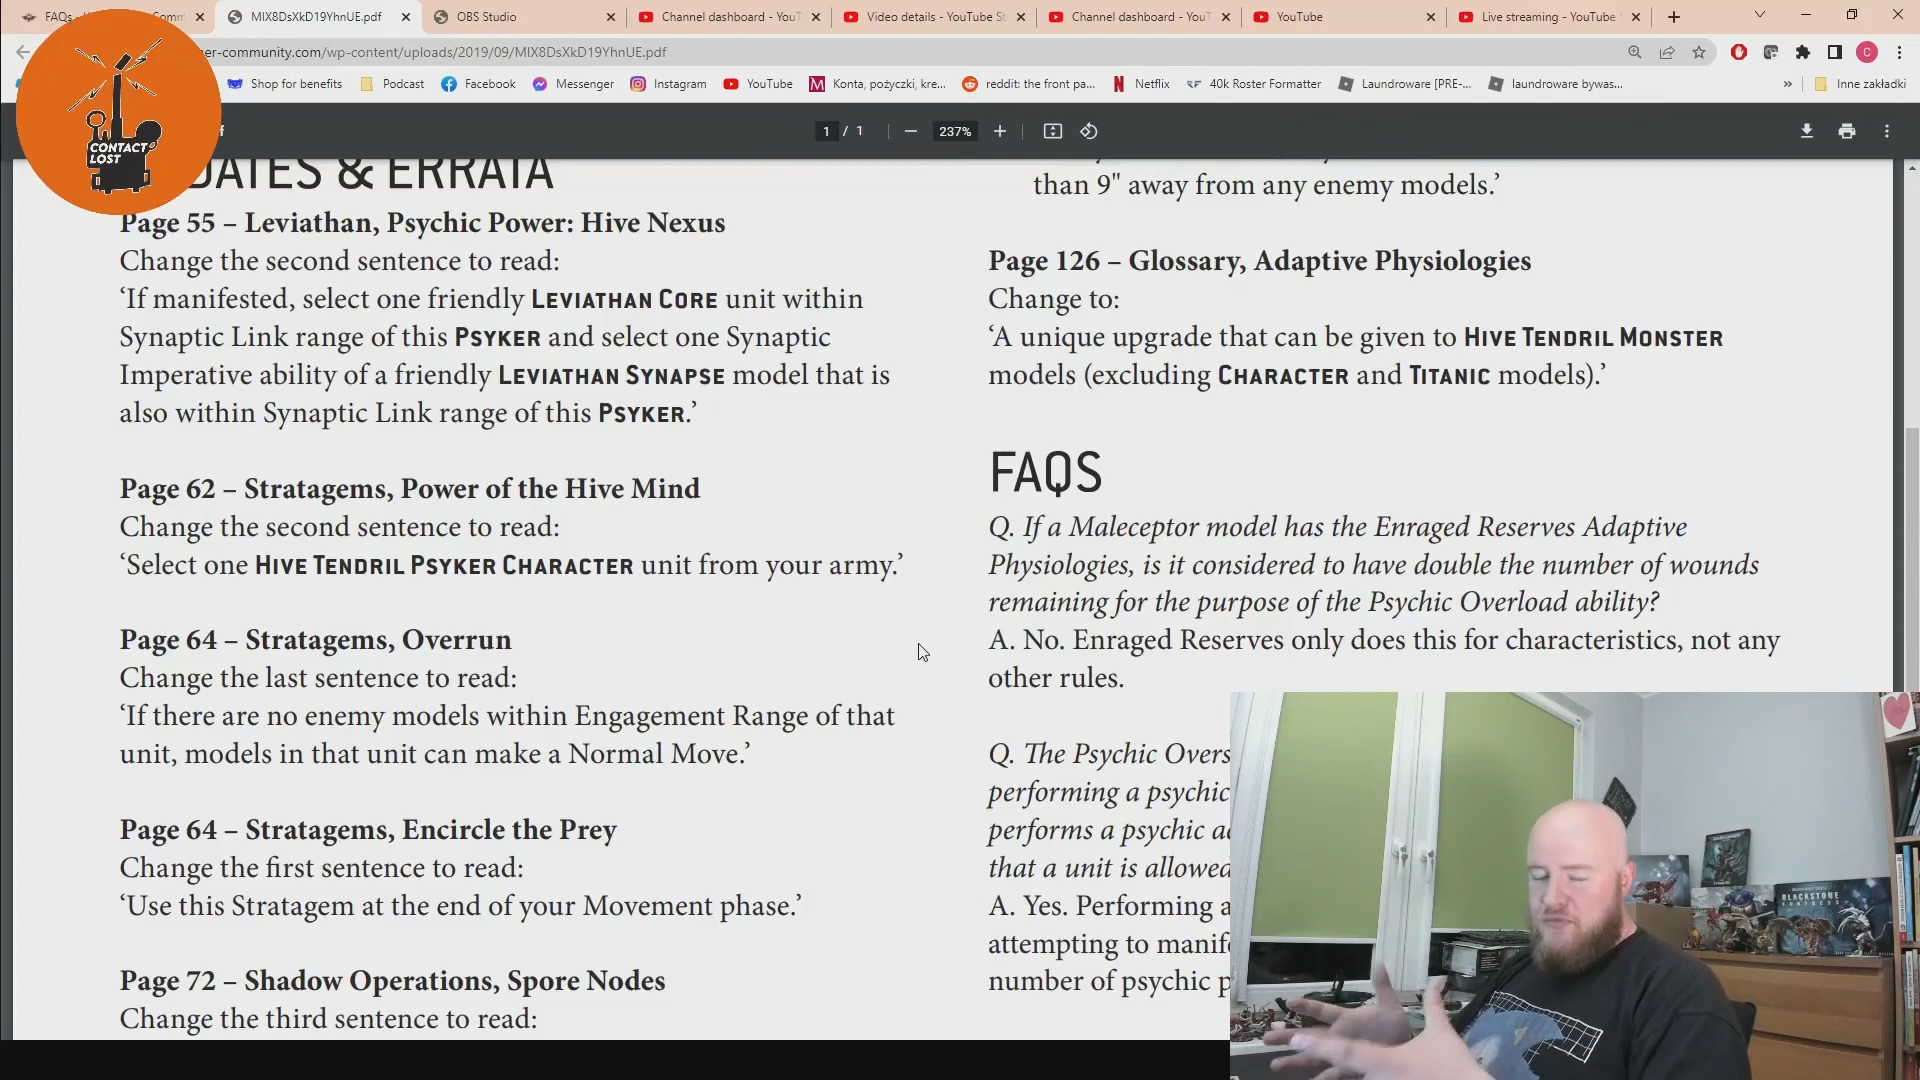 FAQs
MIX8DsXkD19YhnUE.pdf
OBS Studio
Channel dashboard - YouT
Video details - YouTube St
Channel dashboard - YouT
YouTube
Live streaming - YouTube S
er-community.com/wp-content/uploads/2019/09/MIX8DsXkD19YhnUE.pdf
Shop for benefits
Podcast
Facebook
Messenger
Instagram
YouTube
Konta, pożyczki, kre...
reddit: the front pa...
Netflix
40k Roster Formatter
Laundroware [PRE-...
laundroware bywas...
Inne zakładki
CONTACT
LOST
1 / 1
237%
DATES & ERRATA
Page 55 – Leviathan, Psychic Power: Hive Nexus
Change the second sentence to read:
‘If manifested, select one friendly LEVIATHAN CORE unit within
Synaptic Link range of this PSYKER and select one Synaptic
Imperative ability of a friendly LEVIATHAN SYNAPSE model that is
also within Synaptic Link range of this PSYKER.’
Page 62 – Stratagems, Power of the Hive Mind
Change the second sentence to read:
‘Select one HIVE TENDRIL PSYKER CHARACTER unit from your army.’
Page 64 – Stratagems, Overrun
Change the last sentence to read:
‘If there are no enemy models within Engagement Range of that
unit, models in that unit can make a Normal Move.’
Page 64 – Stratagems, Encircle the Prey
Change the first sentence to read:
‘Use this Stratagem at the end of your Movement phase.’
Page 72 – Shadow Operations, Spore Nodes
Change the third sentence to read:
than 9" away from any enemy models.’
Page 126 – Glossary, Adaptive Physiologies
Change to:
‘A unique upgrade that can be given to HIVE TENDRIL MONSTER
models (excluding CHARACTER and TITANIC models).’
FAQS
Q. If a Maleceptor model has the Enraged Reserves Adaptive
Physiologies, is it considered to have double the number of wounds
remaining for the purpose of the Psychic Overload ability?
A. No. Enraged Reserves only does this for characteristics, not any
other rules.
Q. The Psychic Overs
performing a psychic
performs a psychic a
that a unit is allowed
A. Yes. Performing a
attempting to manif
number of psychic p
BLACKSTONE
FORTRESS